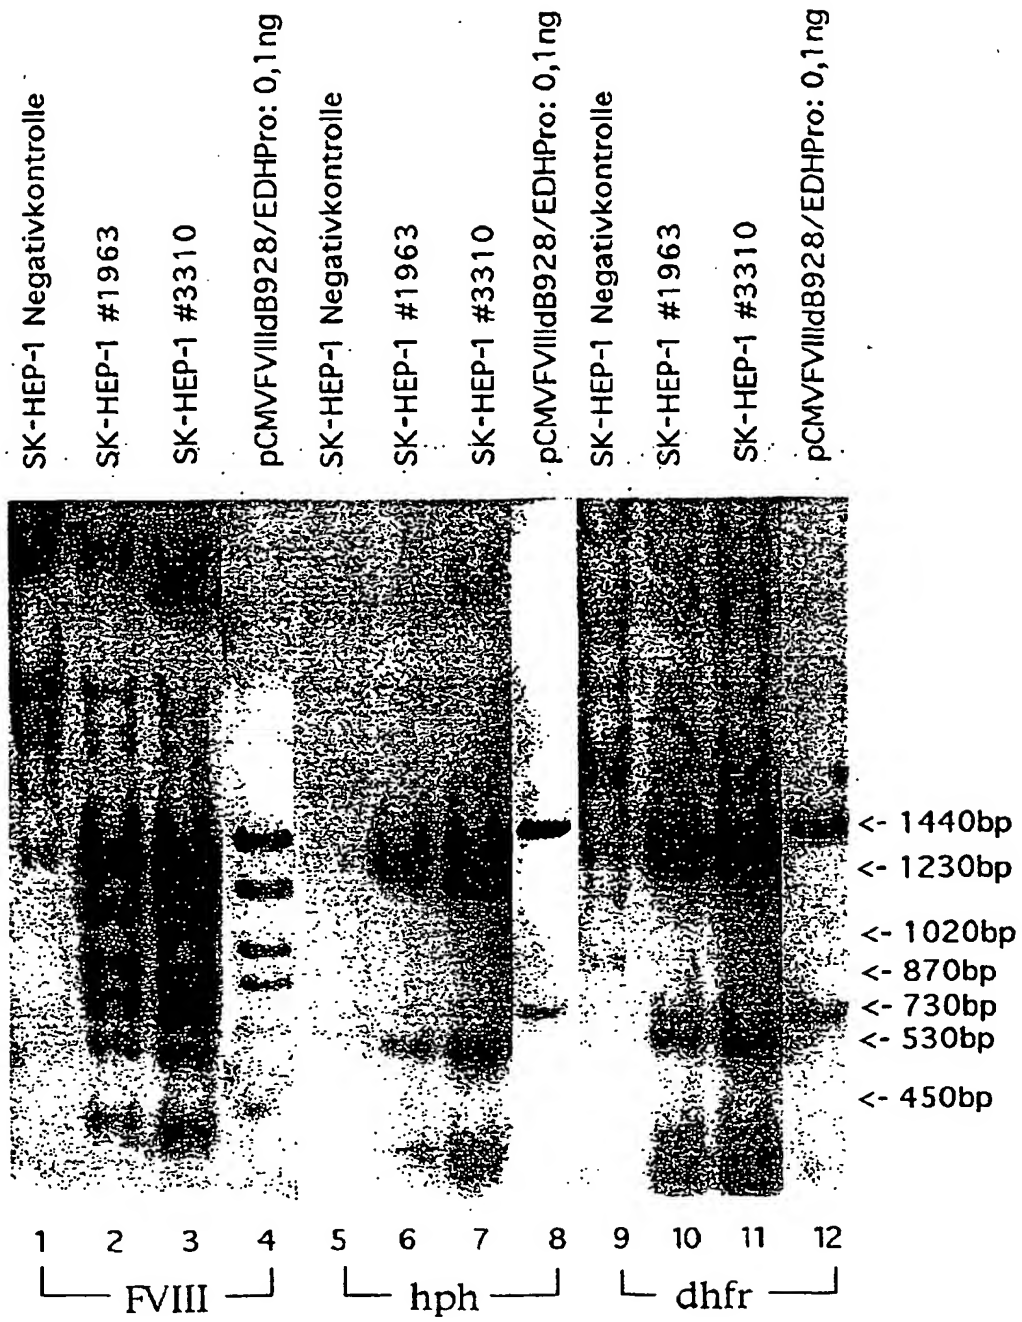 SK-HEP-1 Negativkontrolle
SK-HEP-1 #1963
SK-HEP-1 #3310
pCMVFVIIIdB928/EDHPro: 0,1ng
SK-HEP-1 Negativkontrolle
SK-HEP-1 #1963
SK-HEP-1 #3310
pCMVFVIIIdB928/EDHPro: 0,1ng
SK-HEP-1 Negativkontrolle
SK-HEP-1 #1963
SK-HEP-1 #3310
pCMVFVIIIdB928/EDHPro: 0,1ng
<- 1440bp
<- 1230bp
<- 1020bp
<- 870bp
<- 730bp
<- 530bp
<- 450bp
1 2 3 4 5 6 7 8 9 10 11 12
FVIII hph dhfr